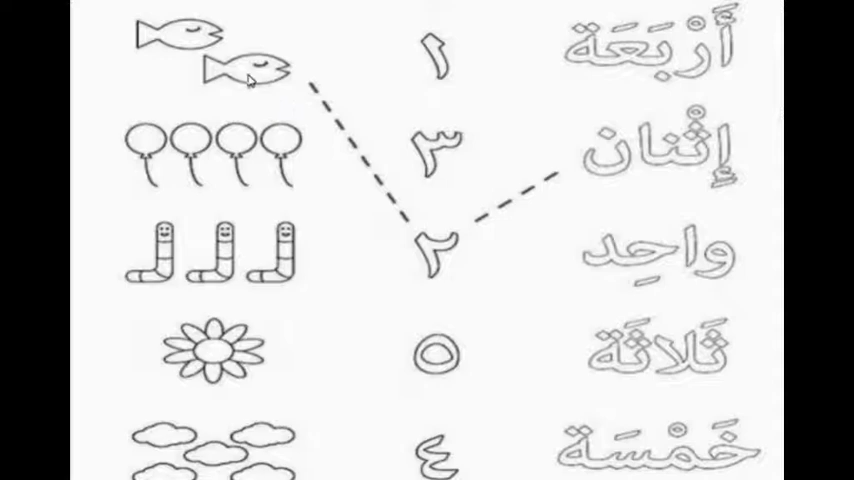 أَرْبَعَة ١
إِثْنان ٣
واحِد ٢
ثَلاثَة ٥
خَمْسَة ٤